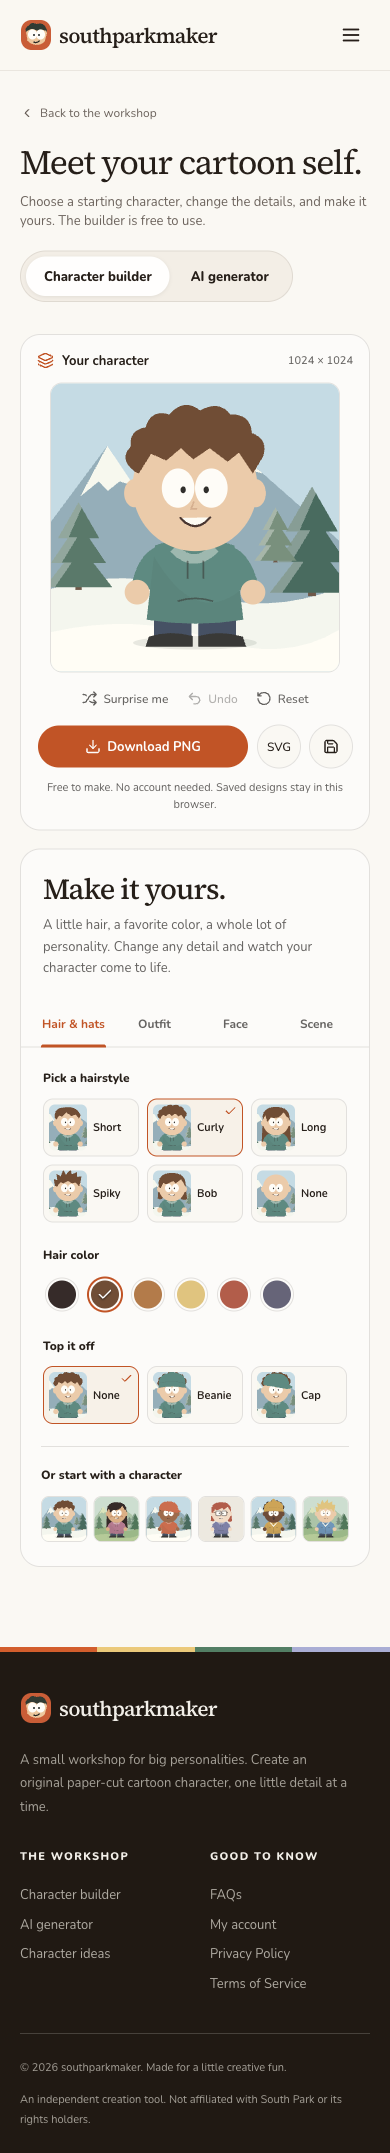 southparkmaker
Back to the workshop
Meet your cartoon self.
Choose a starting character, change the details, and make it
yours. The builder is free to use.
Character builder
AI generator
Your character
1024 × 1024
Surprise me
Undo
Reset
Download PNG
SVG
Free to make. No account needed. Saved designs stay in this
browser.
Make it yours.
A little hair, a favorite color, a whole lot of
personality. Change any detail and watch your
character come to life.
Hair & hats
Outfit
Face
Scene
Pick a hairstyle
Short
Curly
Long
Spiky
Bob
None
Hair color
Top it off
None
Beanie
Cap
Or start with a character
southparkmaker
A small workshop for big personalities. Create an
original paper-cut cartoon character, one little detail at a
time.
THE WORKSHOP
Character builder
AI generator
Character ideas
GOOD TO KNOW
FAQs
My account
Privacy Policy
Terms of Service
© 2026 southparkmaker. Made for a little creative fun.
An independent creation tool. Not affiliated with South Park or its
rights holders.